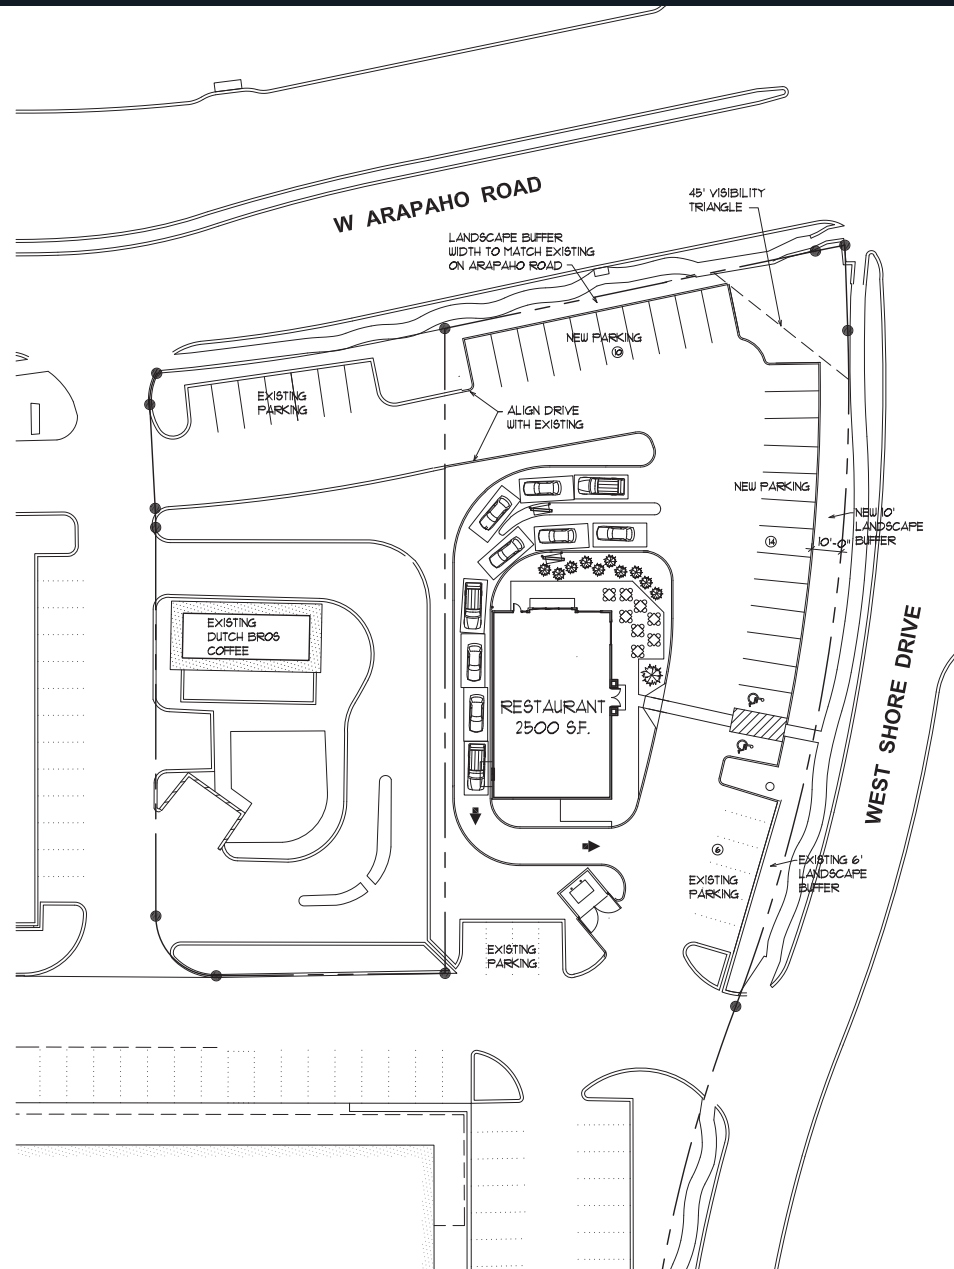 W ARAPAHO ROAD
45' VISIBILITY
TRIANGLE
LANDSCAPE BUFFER
WIDTH TO MATCH EXISTING
ON ARAPAHO ROAD
NEW PARKING
10
EXISTING
PARKING
ALIGN DRIVE
WITH EXISTING
NEW PARKING
14
NEW 10'
LANDSCAPE
BUFFER
10'-0"
EXISTING
DUTCH BROS
COFFEE
RESTAURANT
2500 S.F.
WEST SHORE DRIVE
6
EXISTING
PARKING
EXISTING 6'
LANDSCAPE
BUFFER
EXISTING
PARKING